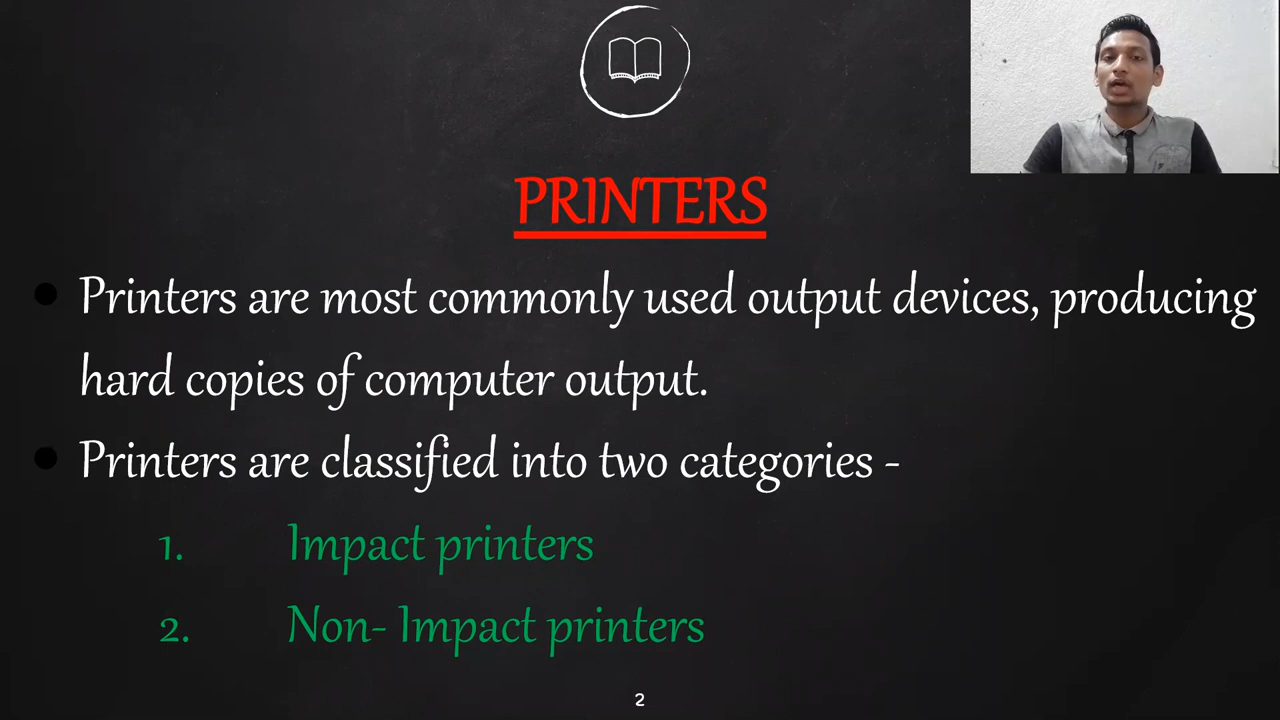 PRINTERS
● Printers are most commonly used output devices, producing
hard copies of computer output.
● Printers are classified into two categories -
1. Impact printers
2. Non- Impact printers
2